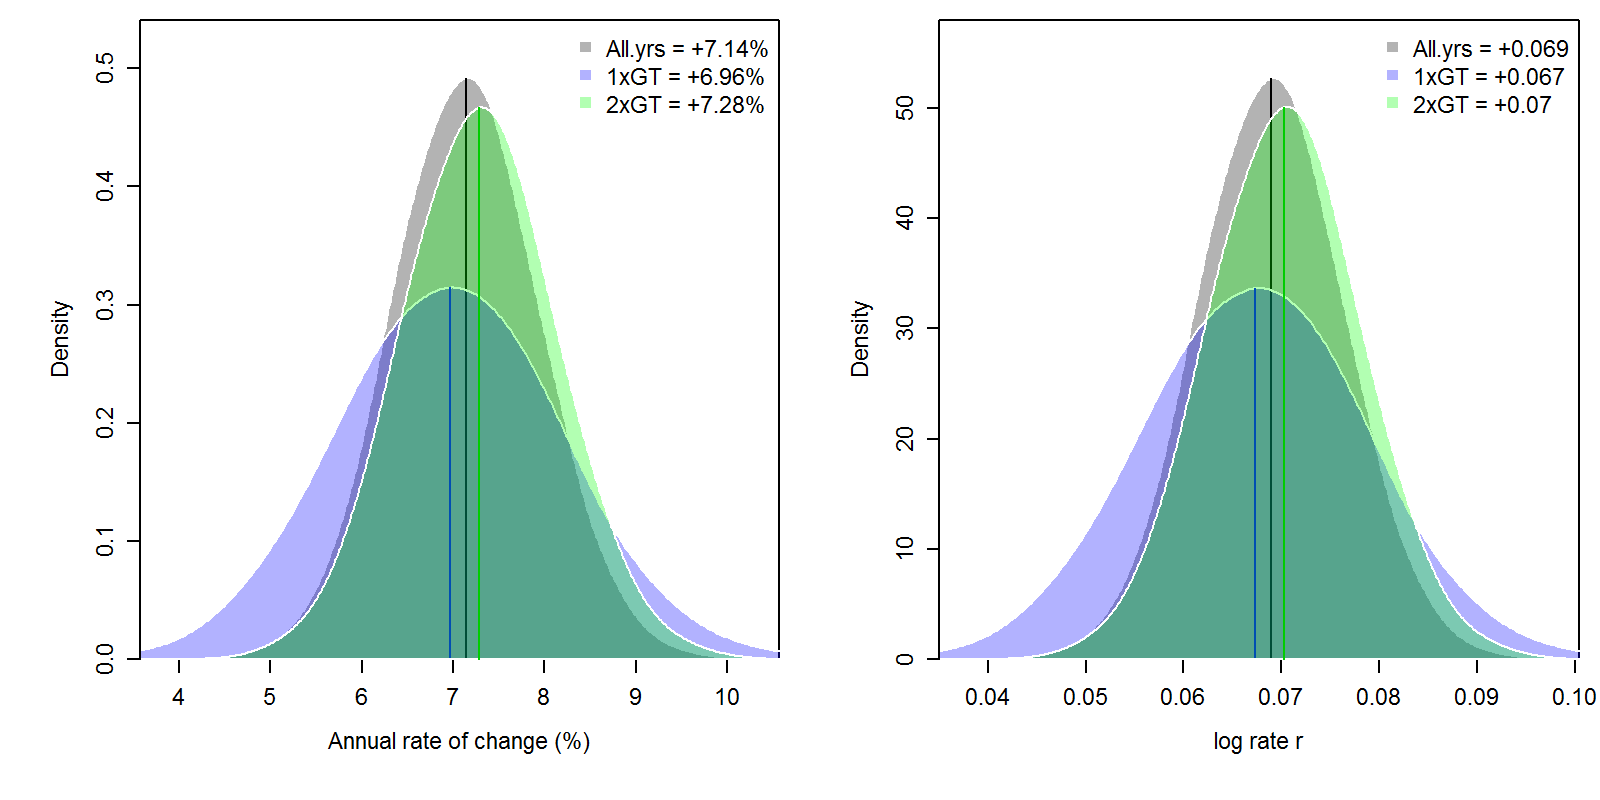 All.yrs = +7.14%
1xGT = +6.96%
2xGT = +7.28%
Density
0.0 0.1 0.2 0.3 0.4 0.5
4 5 6 7 8 9 10
Annual rate of change (%)
All.yrs = +0.069
1xGT = +0.067
2xGT = +0.07
Density
0 10 20 30 40 50
0.04 0.05 0.06 0.07 0.08 0.09 0.10
log rate r